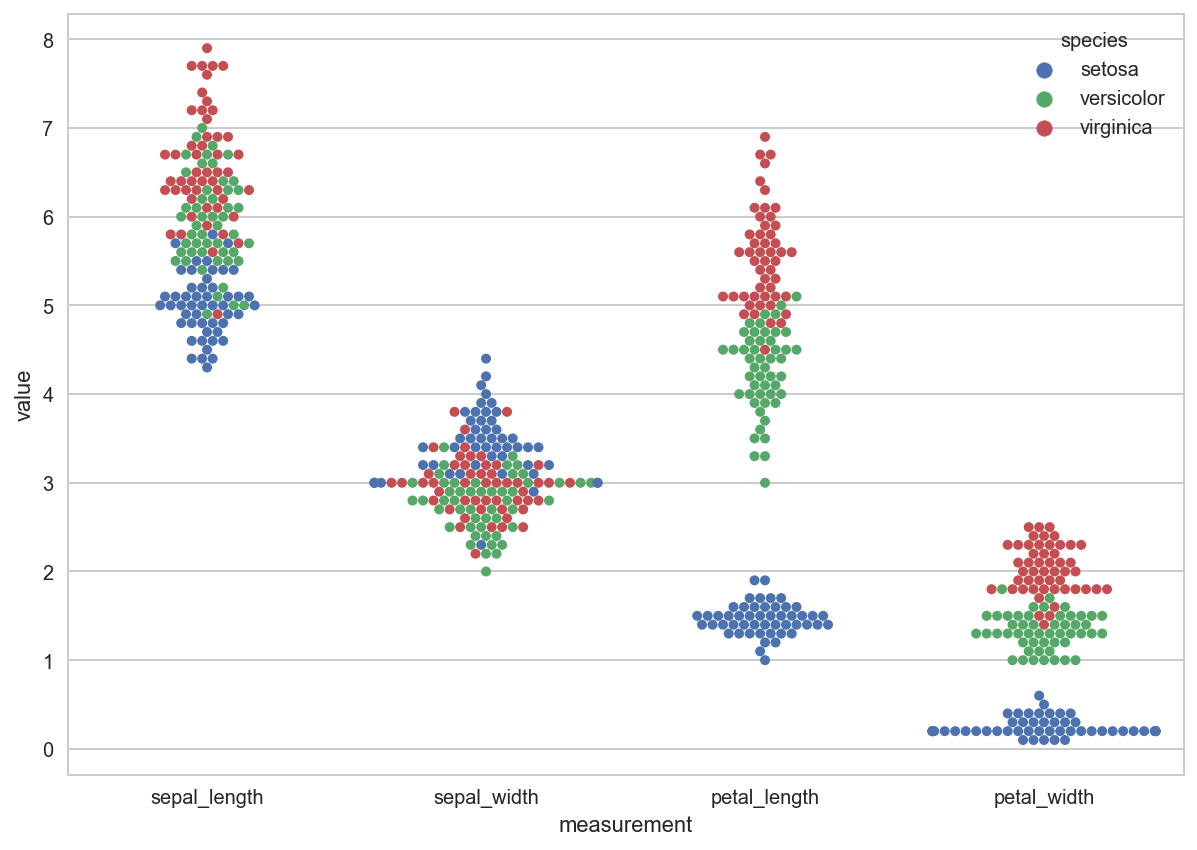 species
setosa
versicolor
virginica
8
7
6
5
4
3
2
1
0
value
sepal_length sepal_width petal_length petal_width
measurement